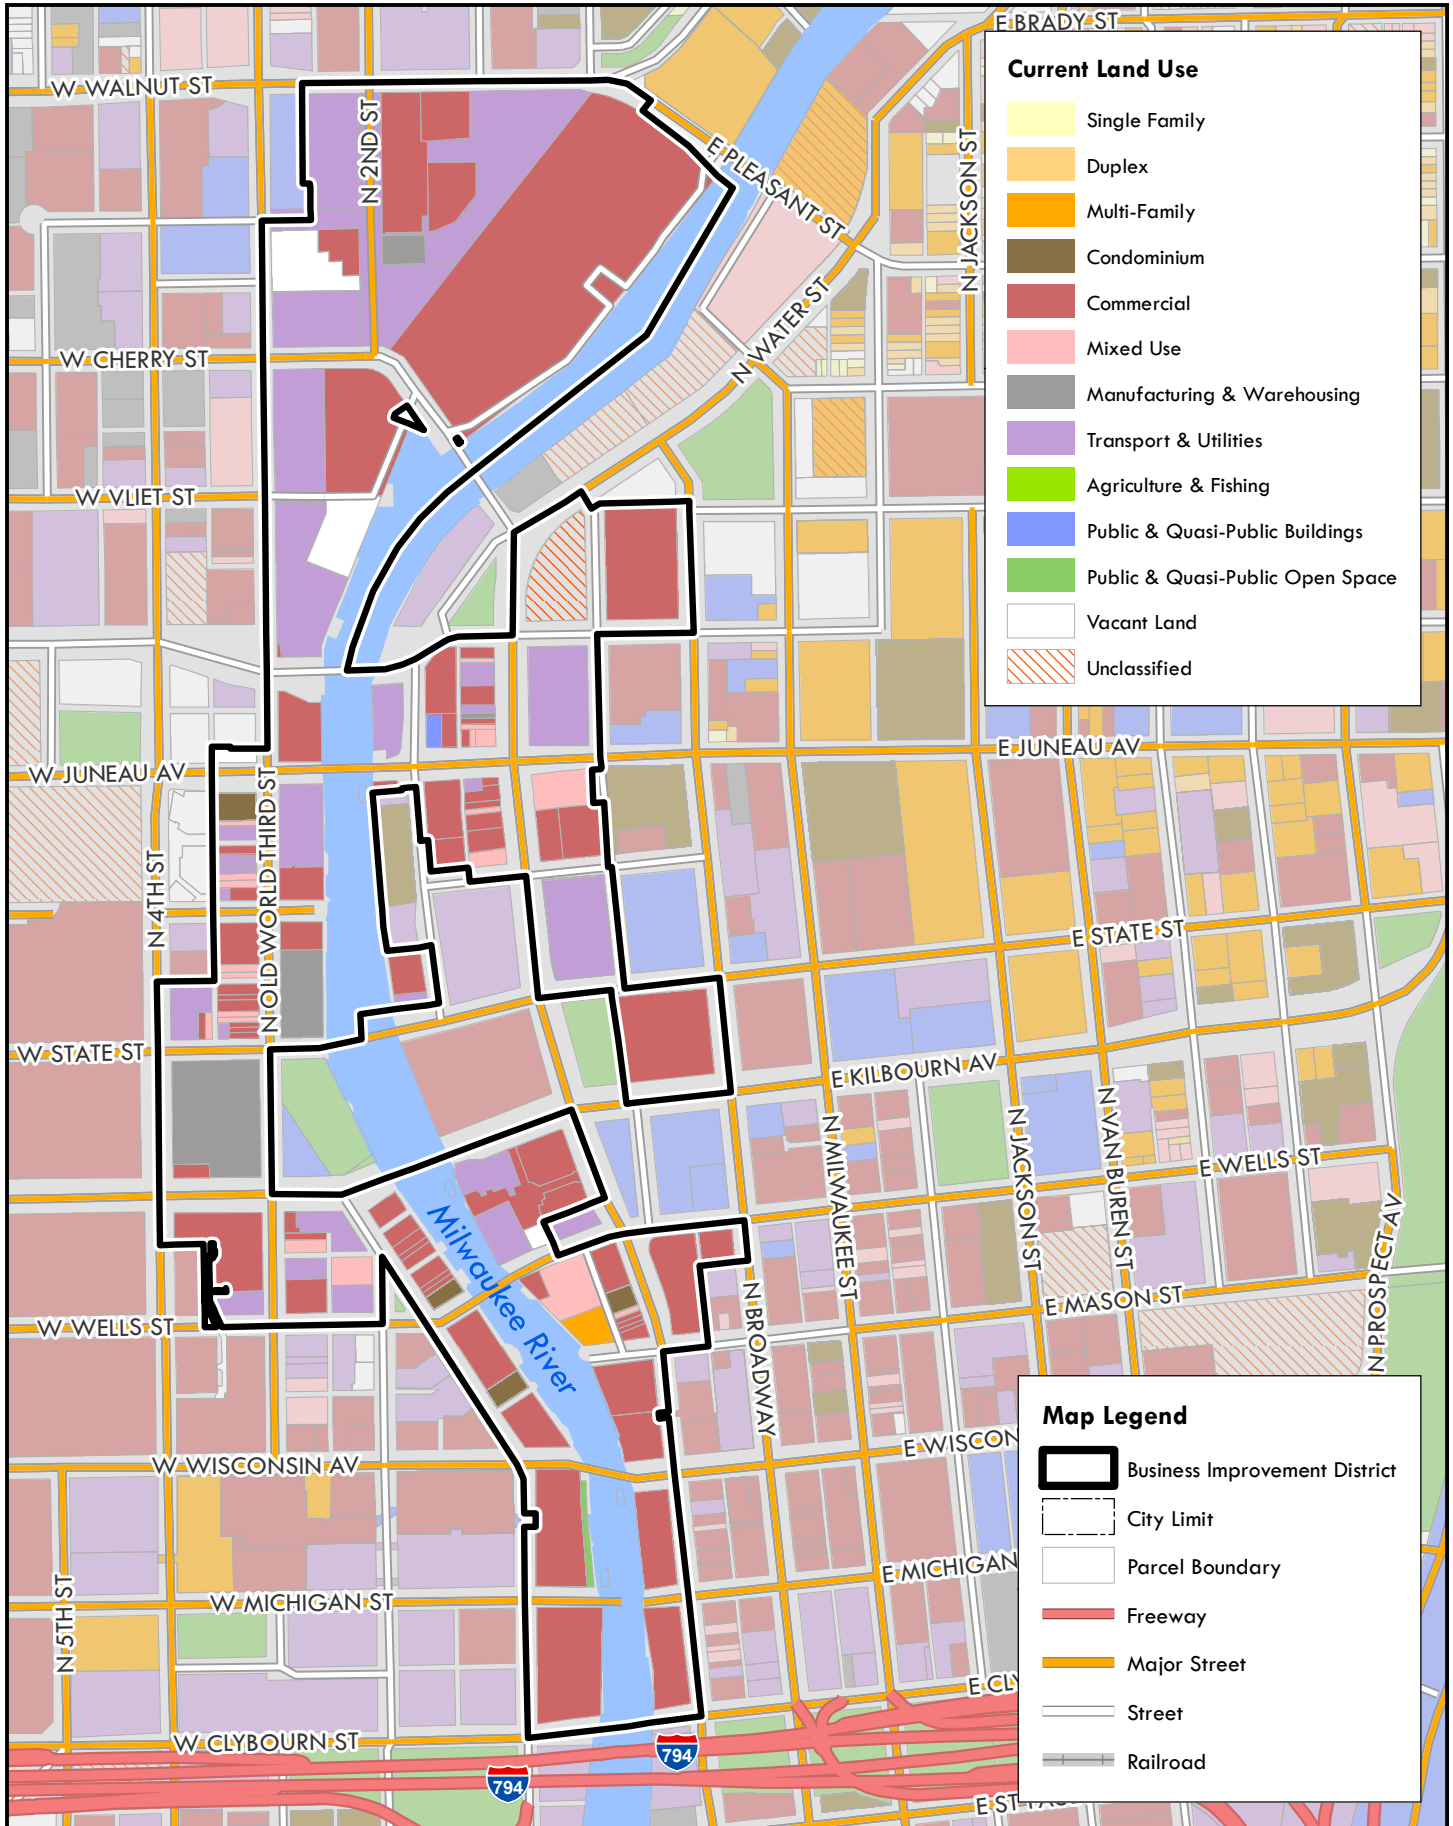 E BRADY ST
W WALNUT ST
N 2ND ST
E PLEASANT ST
N JACKSON ST
N WATER ST
W CHERRY ST
W VLIET ST
W JUNEAU AV
E JUNEAU AV
N OLD WORLD THIRD ST
N 4TH ST
E STATE ST
W STATE ST
E KILBOURN AV
N MILWAUKEE ST
N JACKSON ST
N VAN BUREN ST
E WELLS ST
N PROSPECT AV
Milwaukee River
N BROADWAY
E MASON ST
W WELLS ST
W WISCONSIN AV
E WISCON
E MICHIGAN
W MICHIGAN ST
N 5TH ST
E CLY
W CLYBOURN ST
794
794
E ST PAU
Current Land Use
Single Family
Duplex
Multi-Family
Condominium
Commercial
Mixed Use
Manufacturing & Warehousing
Transport & Utilities
Agriculture & Fishing
Public & Quasi-Public Buildings
Public & Quasi-Public Open Space
Vacant Land
Unclassified
Map Legend
Business Improvement District
City Limit
Parcel Boundary
Freeway
Major Street
Street
Railroad